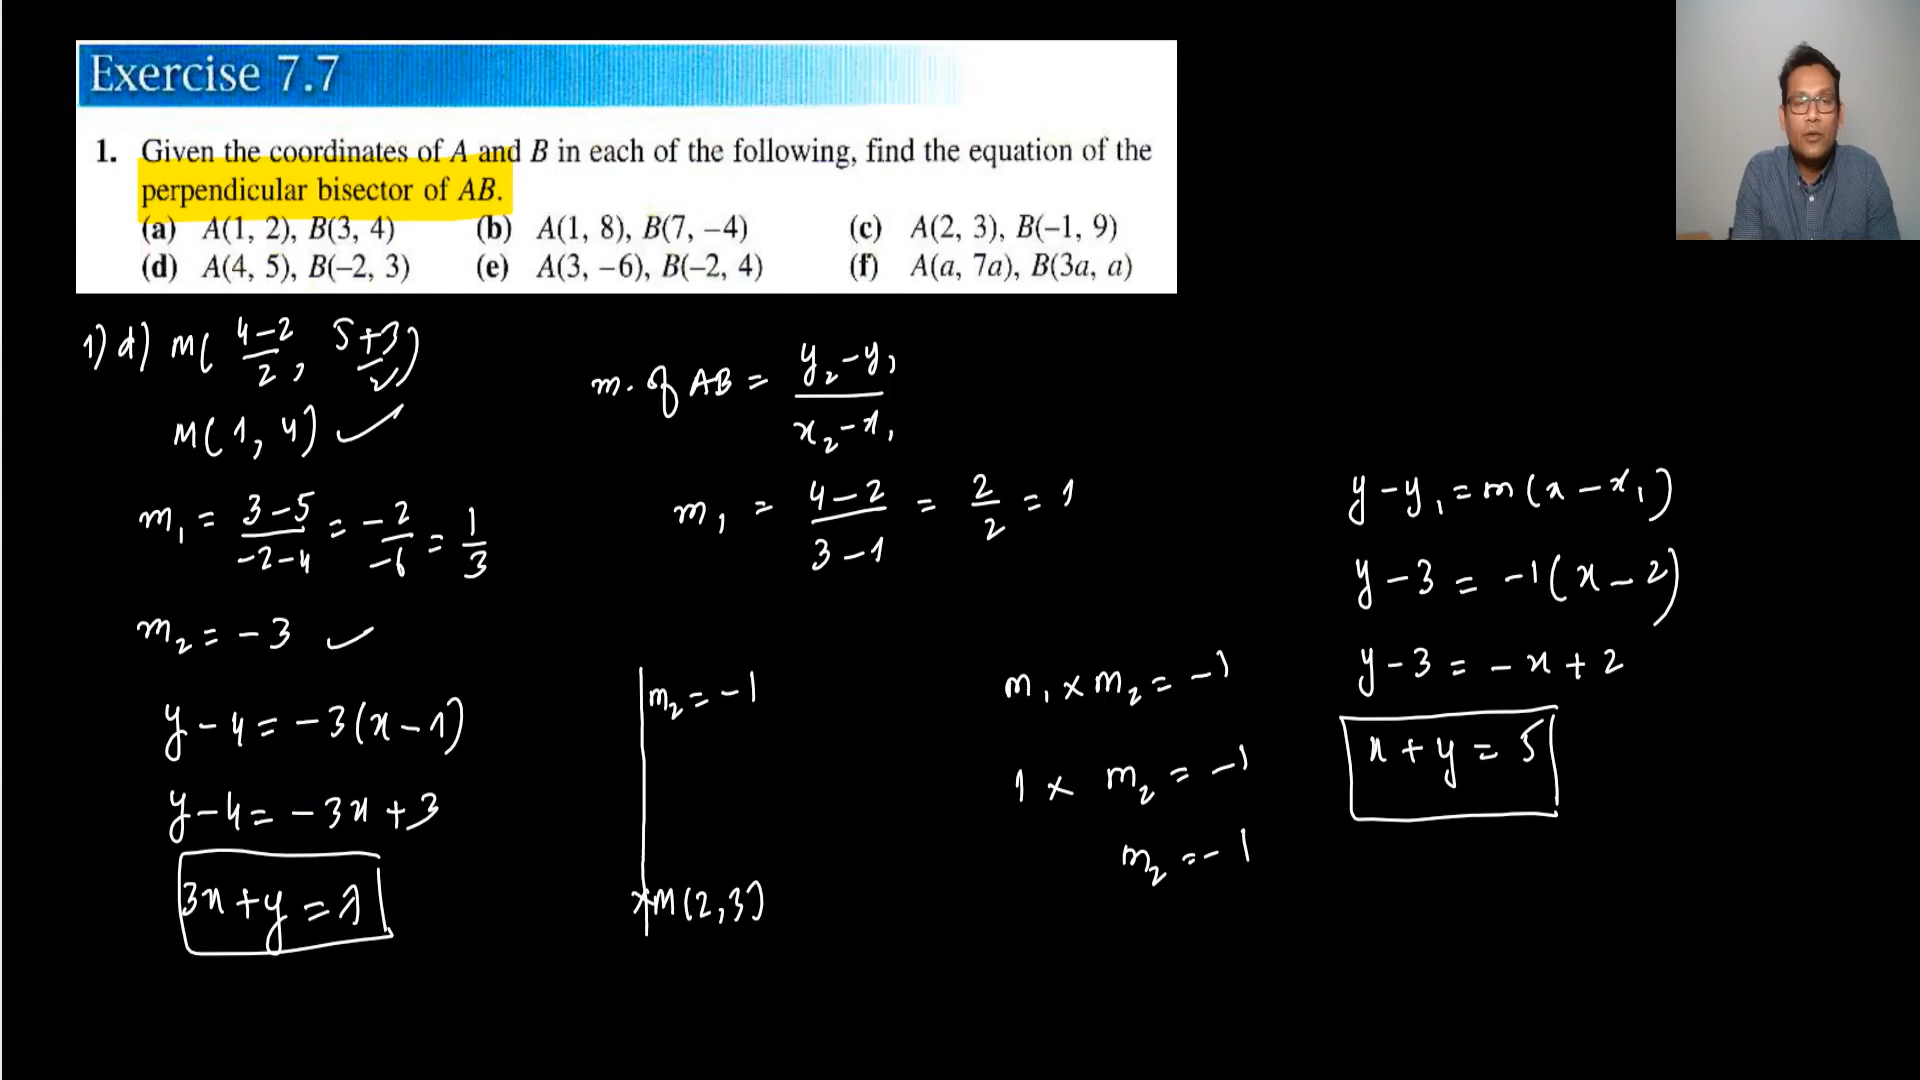 Exercise 7.7
1. Given the coordinates of A and B in each of the following, find the equation of the
perpendicular bisector of AB.
(a) A(1, 2), B(3, 4) (b) A(1, 8), B(7, –4) (c) A(2, 3), B(–1, 9)
(d) A(4, 5), B(–2, 3) (e) A(3, –6), B(–2, 4) (f) A(a, 7a), B(3a, a)
1) d) M( (4-2)/2 , (5+3)/2 )
M(1, 4) ✓
m₁ = (3-5)/(-2-4) = -2/-6 = 1/3
m₂ = -3 ✓
y-4 = -3(x-1)
y-4 = -3x+3
3x+y = 7
m. of AB = (y₂-y₁)/(x₂-x₁)
m₁ = (4-2)/(3-1) = 2/2 = 1
m₂ = -1
M(2,3)
m₁ × m₂ = -1
1 × m₂ = -1
m₂ = -1
y-y₁ = m(x-x₁)
y-3 = -1(x-2)
y-3 = -x+2
x+y = 5